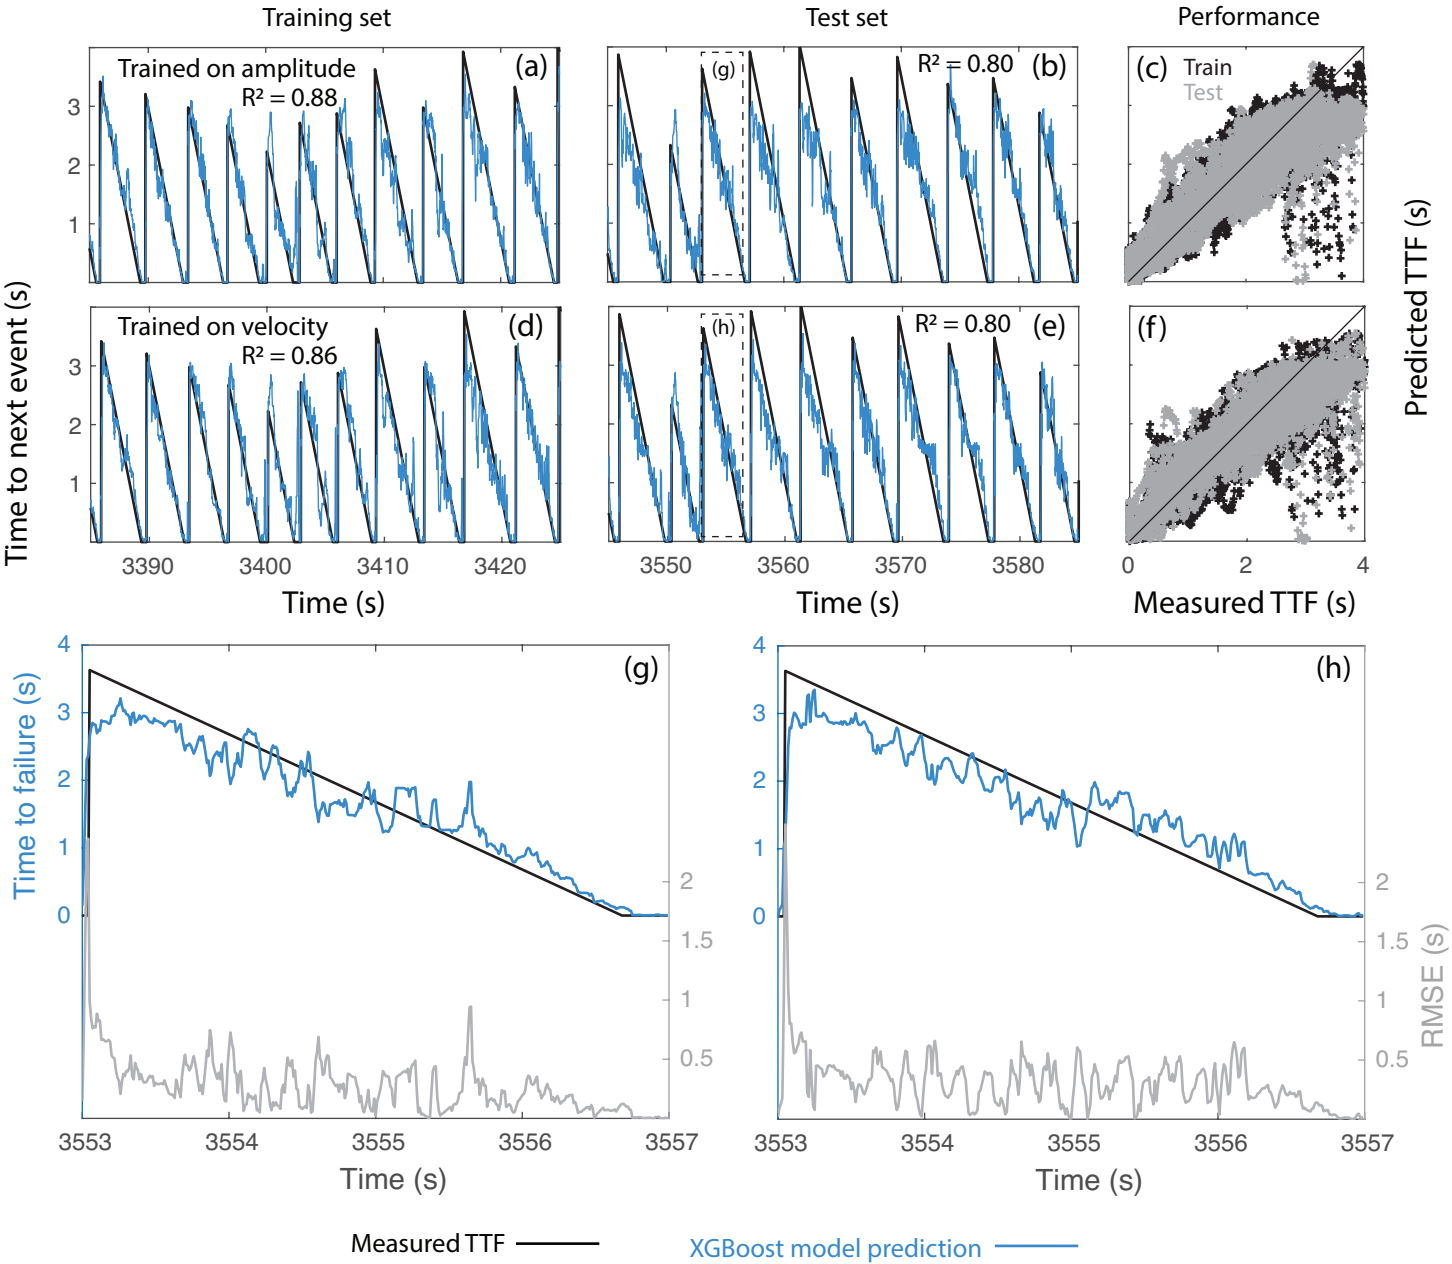 Training set
Test set
Performance
Trained on amplitude
R² = 0.88
(a)
(g)
R² = 0.80
(b)
(c)
Train
Test
3
2
1
Trained on velocity
R² = 0.86
(d)
(h)
R² = 0.80
(e)
(f)
3
2
1
Time to next event (s)
Predicted TTF (s)
3390
3400
3410
3420
3550
3560
3570
3580
0
2
4
Time (s)
Time (s)
Measured TTF (s)
(g)
4
3
2
1
0
Time to failure (s)
2
1.5
1
0.5
3553
3554
3555
3556
3557
Time (s)
(h)
4
3
2
1
0
2
1.5
1
0.5
RMSE (s)
3553
3554
3555
3556
3557
Time (s)
Measured TTF
XGBoost model prediction